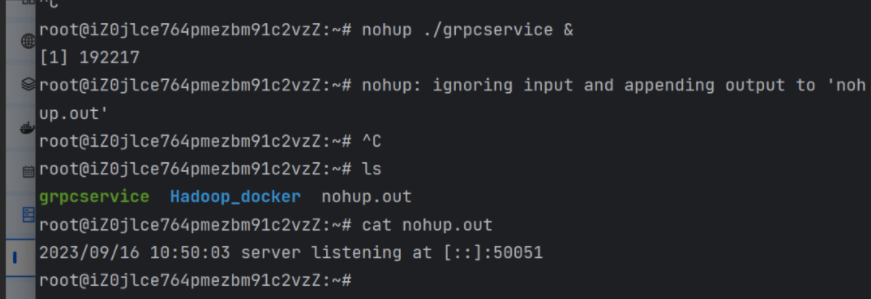 ^C
root@iZ0jlce764pmezbm91c2vzZ:~# nohup ./grpcservice &
[1] 192217
root@iZ0jlce764pmezbm91c2vzZ:~# nohup: ignoring input and appending output to 'noh
up.out'
root@iZ0jlce764pmezbm91c2vzZ:~# ^C
root@iZ0jlce764pmezbm91c2vzZ:~# ls
grpcservice  Hadoop_docker  nohup.out
root@iZ0jlce764pmezbm91c2vzZ:~# cat nohup.out
2023/09/16 10:50:03 server listening at [::]:50051
root@iZ0jlce764pmezbm91c2vzZ:~#